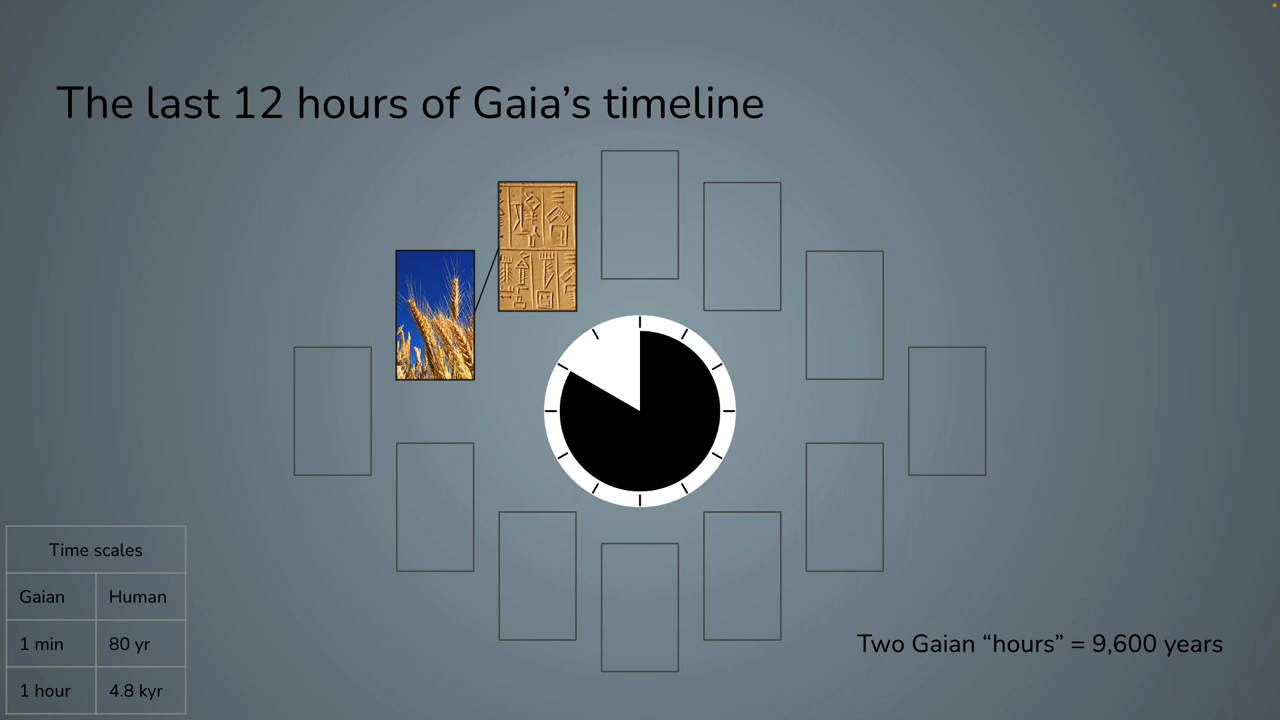 The last 12 hours of Gaia’s timeline
Time scales
Gaian Human
1 min 80 yr
1 hour 4.8 kyr
Two Gaian “hours” = 9,600 years